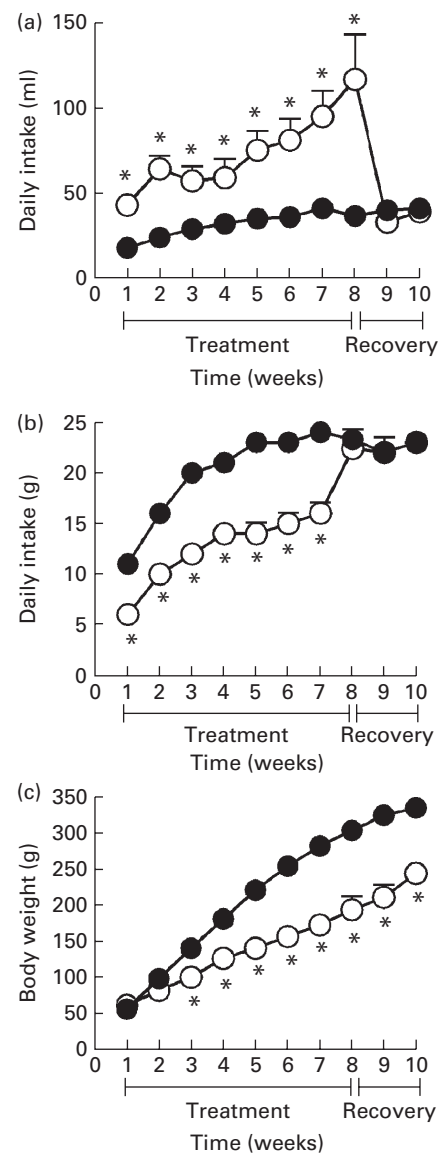 (a)
150
100
50
0
Daily intake (ml)
* * * * * * * *
0 1 2 3 4 5 6 7 8 9 10
Treatment Recovery
Time (weeks)
(b)
25
20
15
10
5
0
Daily intake (g)
* * * * * * *
0 1 2 3 4 5 6 7 8 9 10
Treatment Recovery
Time (weeks)
(c)
350
300
250
200
150
100
50
0
Body weight (g)
* * * * * * * *
0 1 2 3 4 5 6 7 8 9 10
Treatment Recovery
Time (weeks)